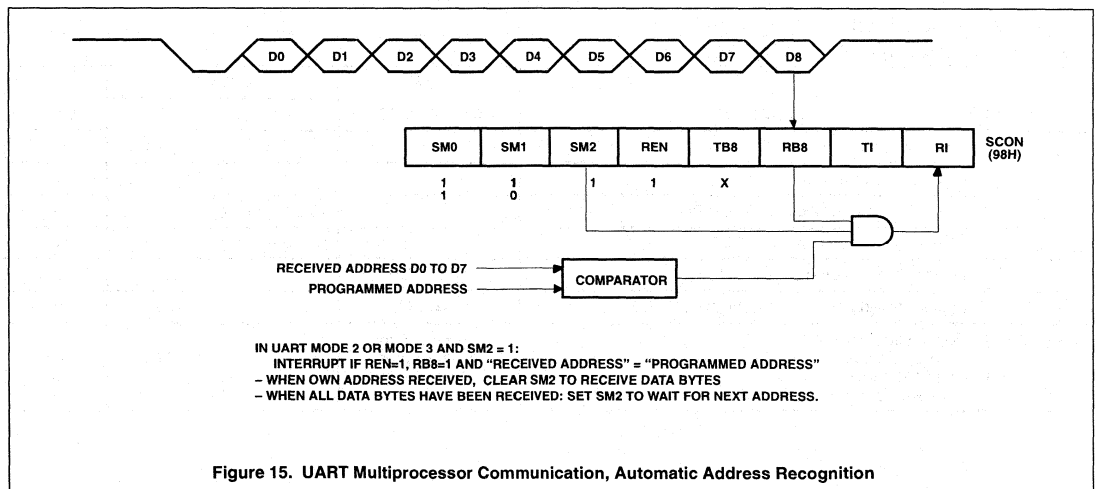 D0 D1 D2 D3 D4 D5 D6 D7 D8
SM0 SM1 SM2 REN TB8 RB8 TI RI
SCON
(98H)
1 1 1 1 X
1 0
RECEIVED ADDRESS D0 TO D7
PROGRAMMED ADDRESS
COMPARATOR
IN UART MODE 2 OR MODE 3 AND SM2 = 1:
INTERRUPT IF REN=1, RB8=1 AND “RECEIVED ADDRESS” = “PROGRAMMED ADDRESS”
– WHEN OWN ADDRESS RECEIVED, CLEAR SM2 TO RECEIVE DATA BYTES
– WHEN ALL DATA BYTES HAVE BEEN RECEIVED: SET SM2 TO WAIT FOR NEXT ADDRESS.
Figure 15. UART Multiprocessor Communication, Automatic Address Recognition